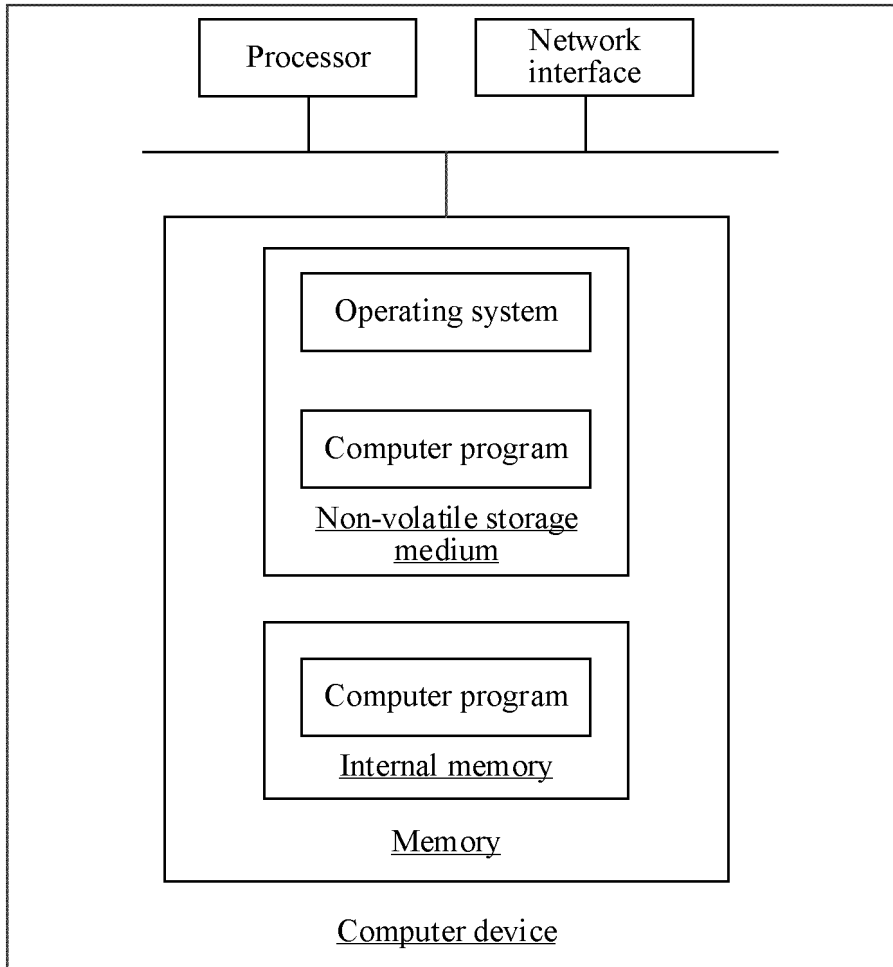 Processor
Network
interface
Operating system
Computer program
Non-volatile storage
medium
Computer program
Internal memory
Memory
Computer device